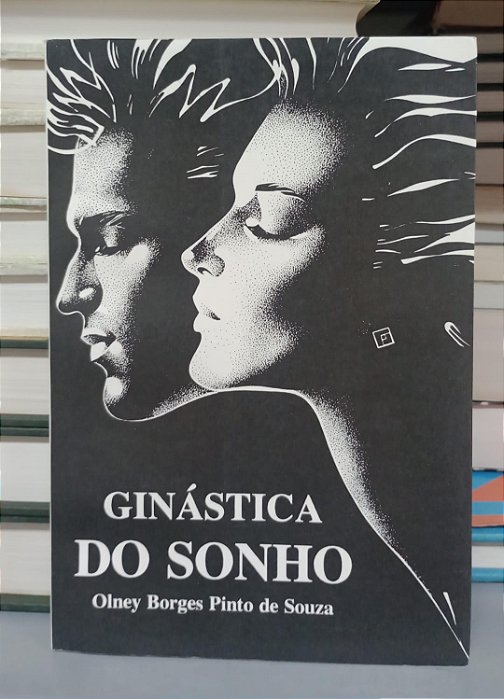 GINÁSTICA
DO SONHO
Olney Borges Pinto de Souza